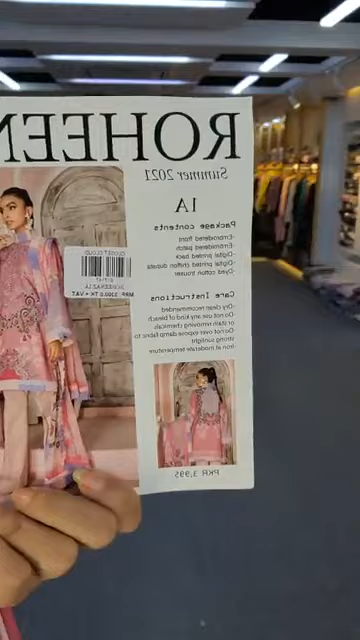 ROHEEN
Summer 2021
1A
Package contents
Embroidered front
Embroidered patch
Digital printed back
Digital printed chiffon dupatta
Dyed cotton trouser
Care Instructions
Dry clean recommended
Do not use any kind of bleach
or stain removing chemicals
Do not over expose damp fabric to
strong sunlight
Iron at moderate temperature
PKR 3,995